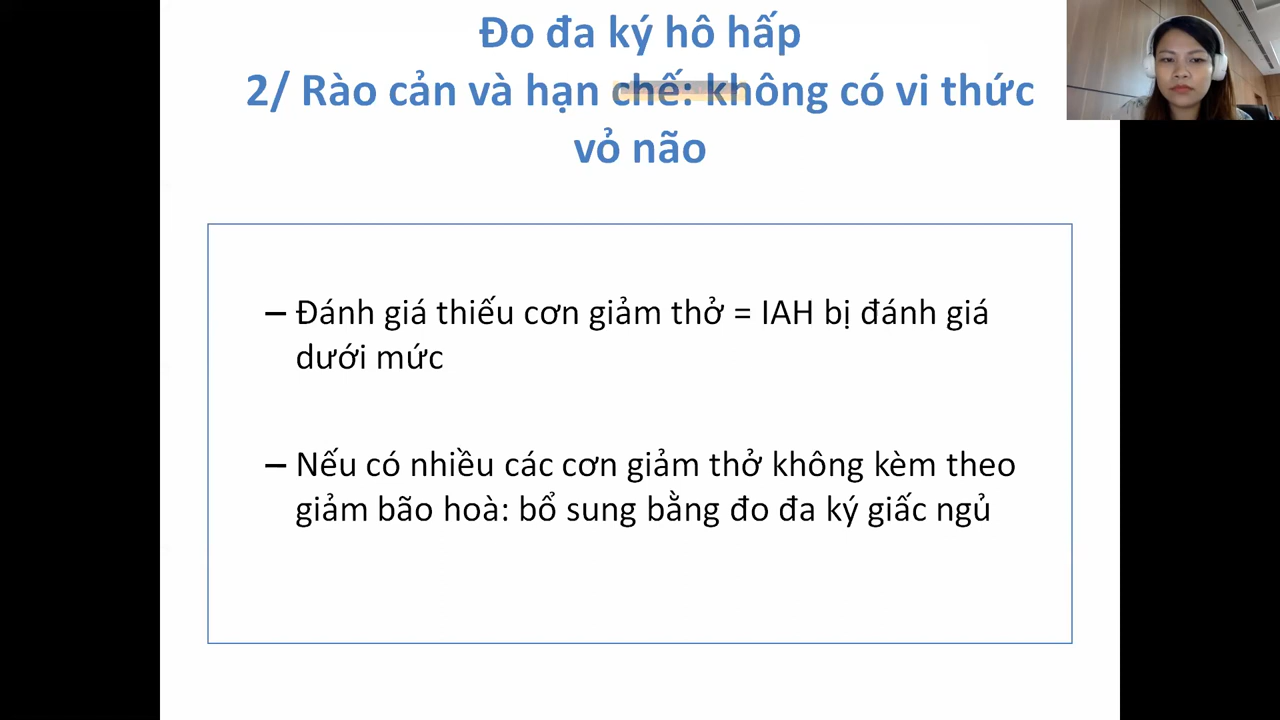 Đo đa ký hô hấp
2/ Rào cản và hạn chế: không có vi thức
vỏ não
– Đánh giá thiếu cơn giảm thở = IAH bị đánh giá
dưới mức
– Nếu có nhiều các cơn giảm thở không kèm theo
giảm bão hoà: bổ sung bằng đo đa ký giấc ngủ